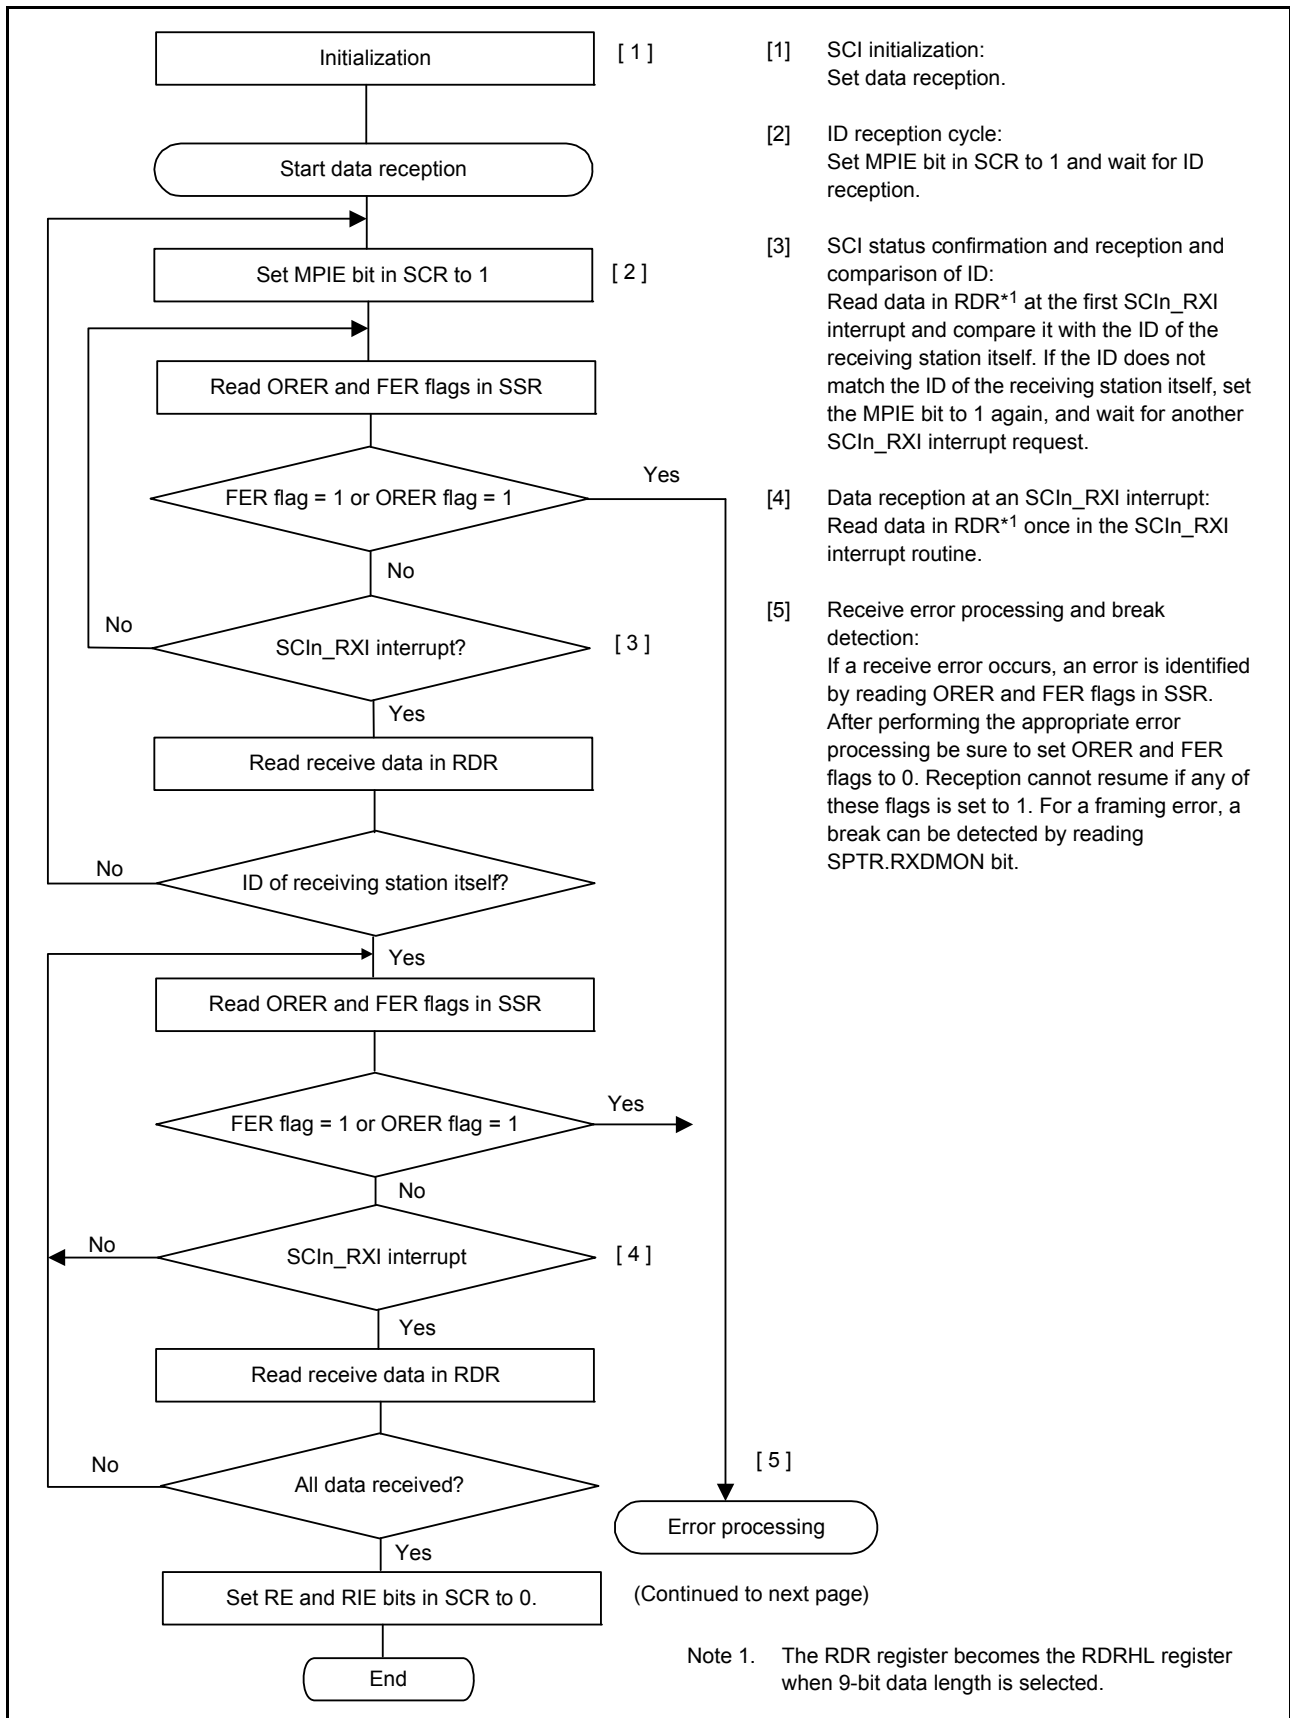 Initialization
[ 1 ]
Start data reception
Set MPIE bit in SCR to 1
[ 2 ]
Read ORER and FER flags in SSR
FER flag = 1 or ORER flag = 1
Yes
No
No
SCIn_RXI interrupt?
[ 3 ]
Yes
Read receive data in RDR
No
ID of receiving station itself?
Yes
Read ORER and FER flags in SSR
FER flag = 1 or ORER flag = 1
Yes
No
No
SCIn_RXI interrupt
[ 4 ]
Yes
Read receive data in RDR
No
All data received?
[ 5 ]
Error processing
Yes
Set RE and RIE bits in SCR to 0.
(Continued to next page)
End
[1] SCI initialization:
Set data reception.
[2] ID reception cycle:
Set MPIE bit in SCR to 1 and wait for ID
reception.
[3] SCI status confirmation and reception and
comparison of ID:
Read data in RDR*1 at the first SCIn_RXI
interrupt and compare it with the ID of the
receiving station itself. If the ID does not
match the ID of the receiving station itself, set
the MPIE bit to 1 again, and wait for another
SCIn_RXI interrupt request.
[4] Data reception at an SCIn_RXI interrupt:
Read data in RDR*1 once in the SCIn_RXI
interrupt routine.
[5] Receive error processing and break
detection:
If a receive error occurs, an error is identified
by reading ORER and FER flags in SSR.
After performing the appropriate error
processing be sure to set ORER and FER
flags to 0. Reception cannot resume if any of
these flags is set to 1. For a framing error, a
break can be detected by reading
SPTR.RXDMON bit.
Note 1. The RDR register becomes the RDRHL register
when 9-bit data length is selected.